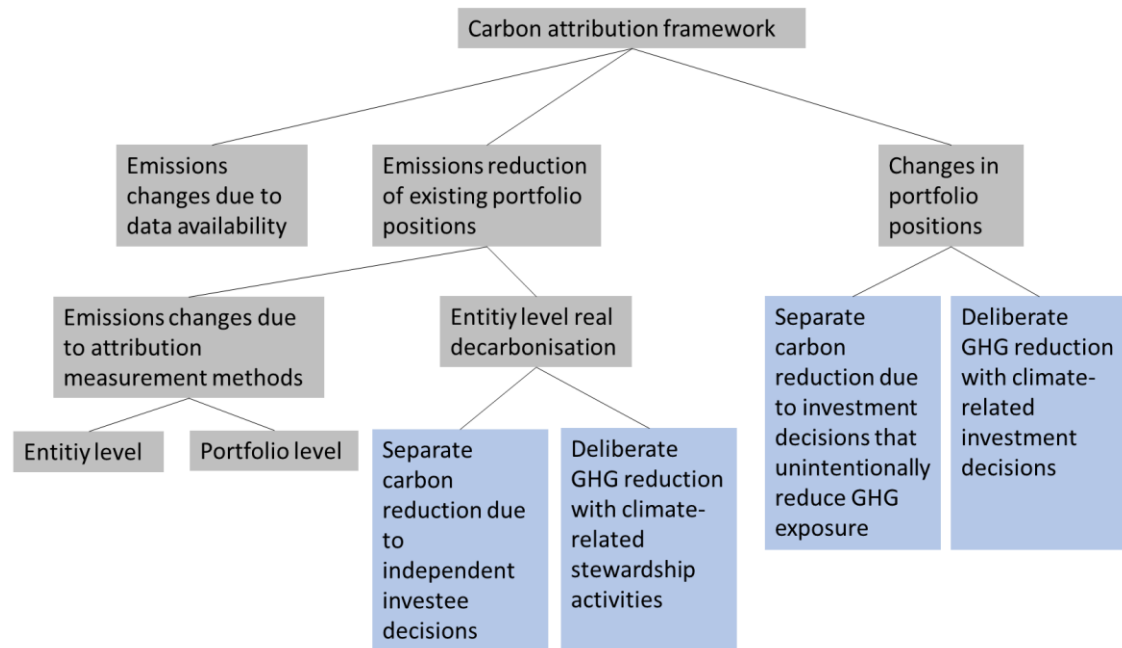 Carbon attribution framework
Emissions
changes due to
data availability
Emissions reduction
of existing portfolio
positions
Changes in
portfolio
positions
Emissions changes due
to attribution
measurement methods
Entitiy level real
decarbonisation
Separate
carbon
reduction due
to investment
decisions that
unintentionally
reduce GHG
exposure
Deliberate
GHG reduction
with climate-
related
investment
decisions
Entitiy level
Portfolio level
Separate
carbon
reduction due
to
independent
investee
decisions
Deliberate
GHG reduction
with climate-
related
stewardship
activities